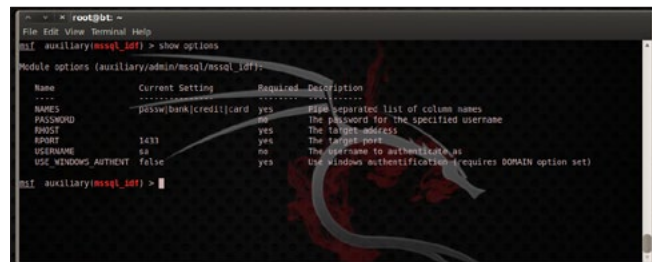 root@bt: ~
File Edit View Terminal Help
msf auxiliary(mssql_idf) > show options
Module options (auxiliary/admin/mssql/mssql_idf):
Name Current Setting Required Description
---- --------------- -------- -----------
NAMES passw|bank|credit|card yes Pipe separated list of column names
PASSWORD no The password for the specified username
RHOST yes The target address
RPORT 1433 yes The target port
USERNAME sa no The username to authenticate as
USE_WINDOWS_AUTHENT false yes Use windows authentification (requires DOMAIN option set)
msf auxiliary(mssql_idf) >